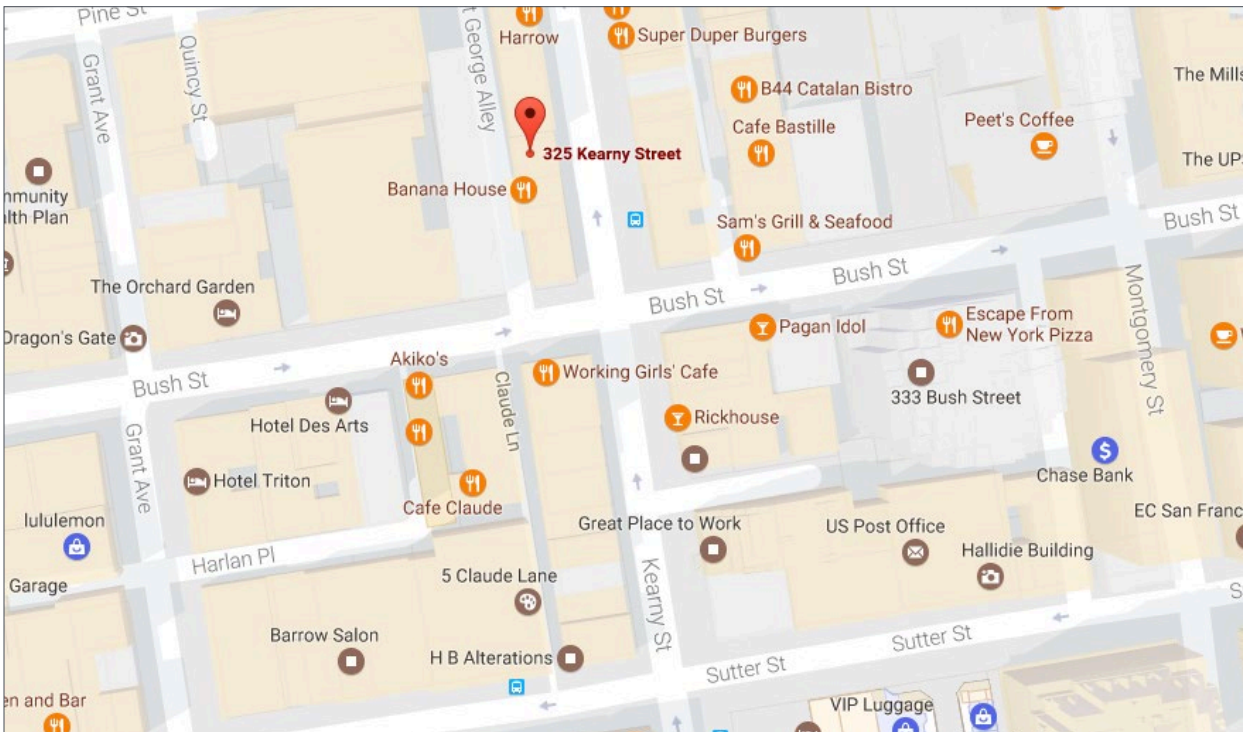 Pine St
Harrow
Super Duper Burgers
Grant Ave
Quincy St
George Alley
B44 Catalan Bistro
The Mills
Cafe Bastille
Peet's Coffee
325 Kearny Street
The UPS
Banana House
lth Plan
Sam's Grill & Seafood
Bush St
Bush St
Bush St
The Orchard Garden
Montgomery St
Escape From
New York Pizza
Pagan Idol
Dragon's Gate
Akiko's
Working Girls' Cafe
Bush St
Claude Ln
333 Bush Street
Hotel Des Arts
Rickhouse
Grant Ave
Hotel Triton
$
Chase Bank
Cafe Claude
lululemon
Great Place to Work
US Post Office
EC San Franc
Harlan Pl
Hallidie Building
Garage
5 Claude Lane
Kearny St
Barrow Salon
H B Alterations
Sutter St
Sutter St
en and Bar
VIP Luggage